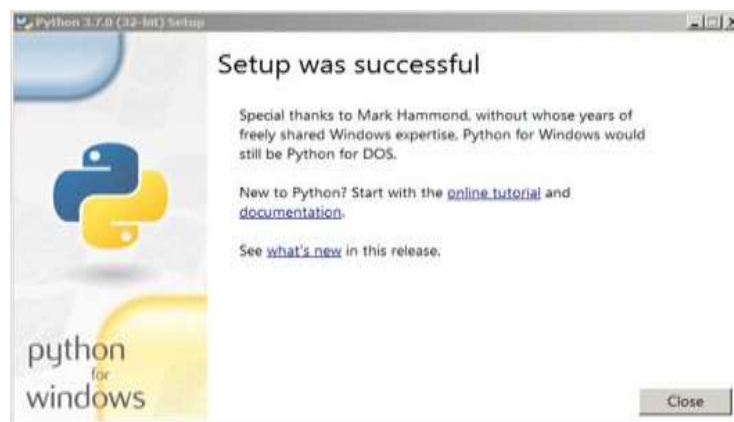 Python 3.7.0 (32-bit) Setup
Setup was successful
Special thanks to Mark Hammond, without whose years of
freely shared Windows expertise, Python for Windows would
still be Python for DOS.
New to Python? Start with the online tutorial and
documentation.
See what's new in this release.
python
for
windows
Close